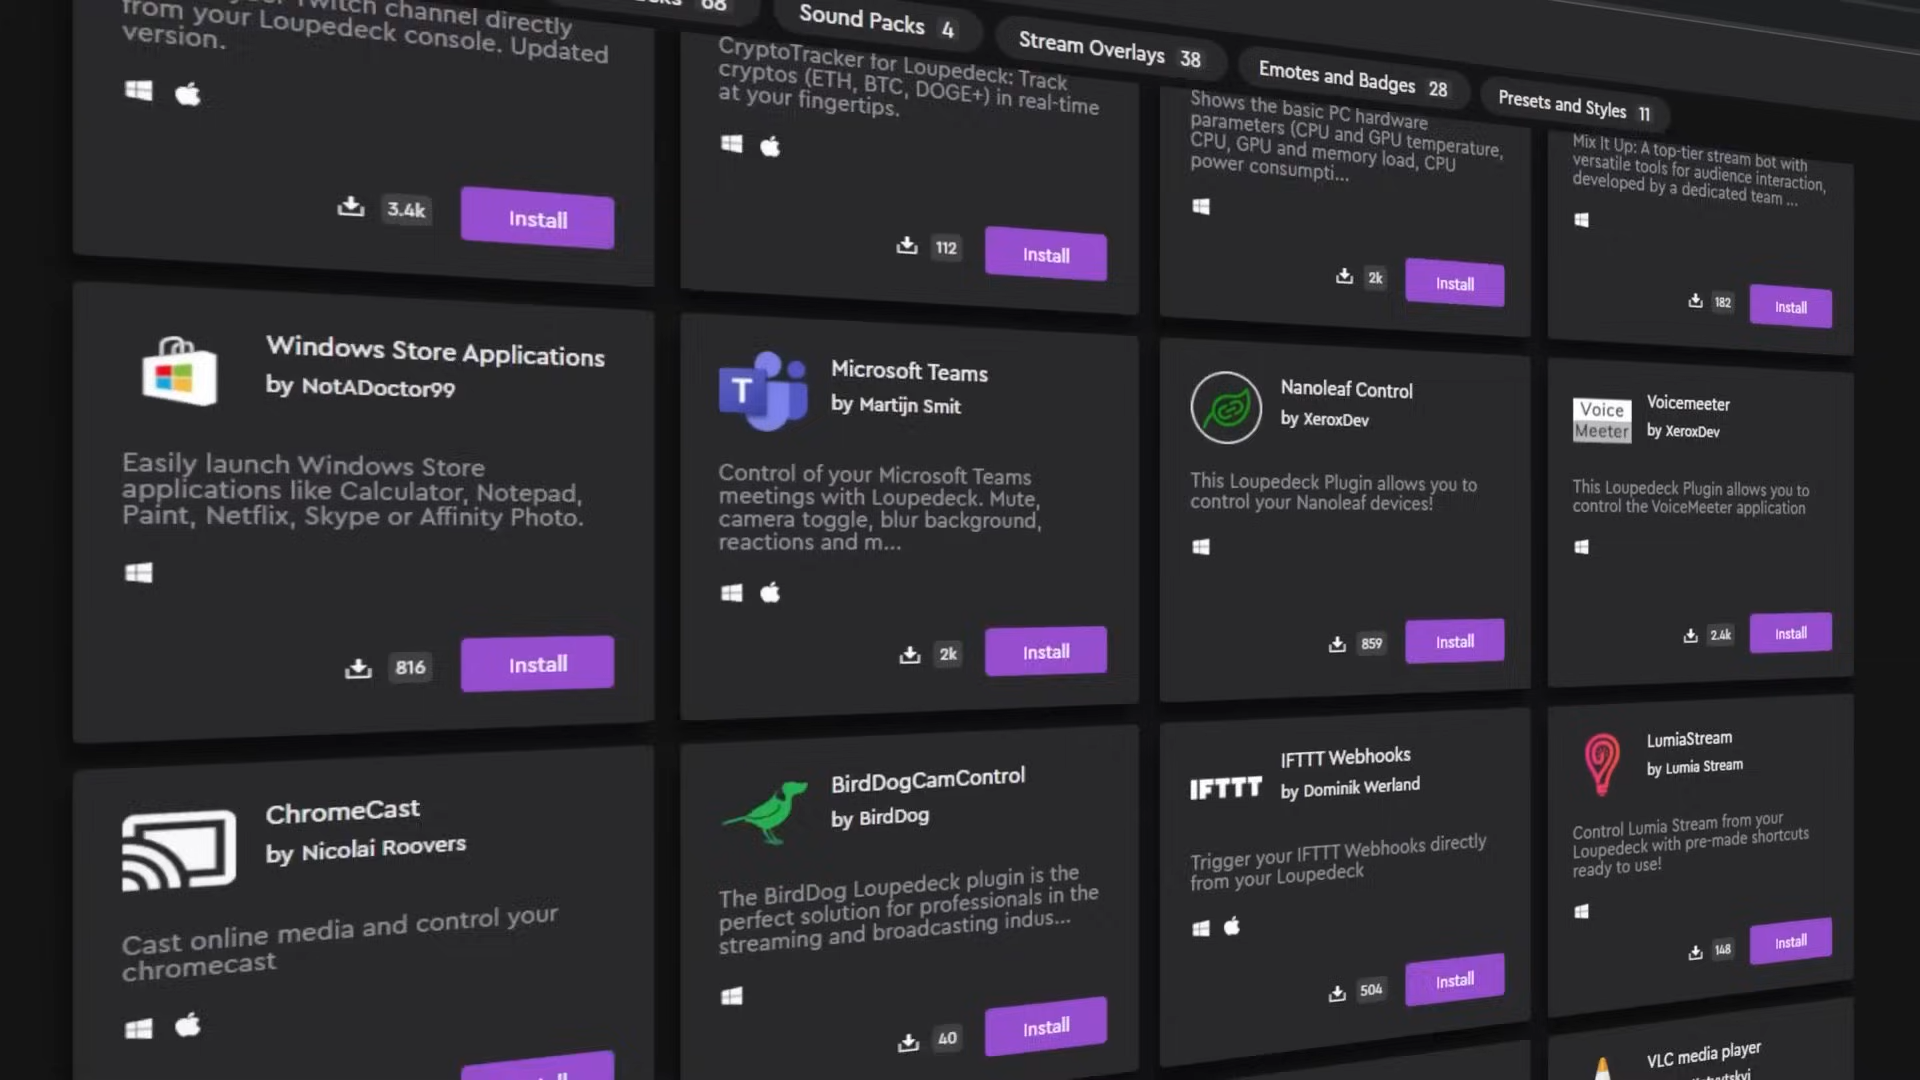 68
Sound Packs 4
Stream Overlays 38
Emotes and Badges 28
Presets and Styles 11
Twitch channel directly
from your Loupedeck console. Updated
version.
3.4k
Install
CryptoTracker for Loupedeck: Track
cryptos (ETH, BTC, DOGE+) in real-time
at your fingertips.
112
Install
Shows the basic PC hardware
parameters (CPU and GPU temperature,
CPU, GPU and memory load, CPU
power consumpti...
2k
Install
Mix It Up: A top-tier stream bot with
versatile tools for audience interaction,
developed by a dedicated team ...
182
Install
Windows Store Applications
by NotADoctor99
Easily launch Windows Store
applications like Calculator, Notepad,
Paint, Netflix, Skype or Affinity Photo.
816
Install
T
Microsoft Teams
by Martijn Smit
Control of your Microsoft Teams
meetings with Loupedeck. Mute,
camera toggle, blur background,
reactions and m...
2k
Install
Nanoleaf Control
by XeroxDev
This Loupedeck Plugin allows you to
control your Nanoleaf devices!
859
Install
Voice
Meeter
Voicemeeter
by XeroxDev
This Loupedeck Plugin allows you to
control the VoiceMeeter application
2.4k
Install
ChromeCast
by Nicolai Roovers
Cast online media and control your
chromecast
BirdDogCamControl
by BirdDog
The BirdDog Loupedeck plugin is the
perfect solution for professionals in the
streaming and broadcasting indus...
40
Install
IFTTT
IFTTT Webhooks
by Dominik Werland
Trigger your IFTTT Webhooks directly
from your Loupedeck
504
Install
LumiaStream
by Lumia Stream
Control Lumia Stream from your
Loupedeck with pre-made shortcuts
ready to use!
148
Install
VLC media player